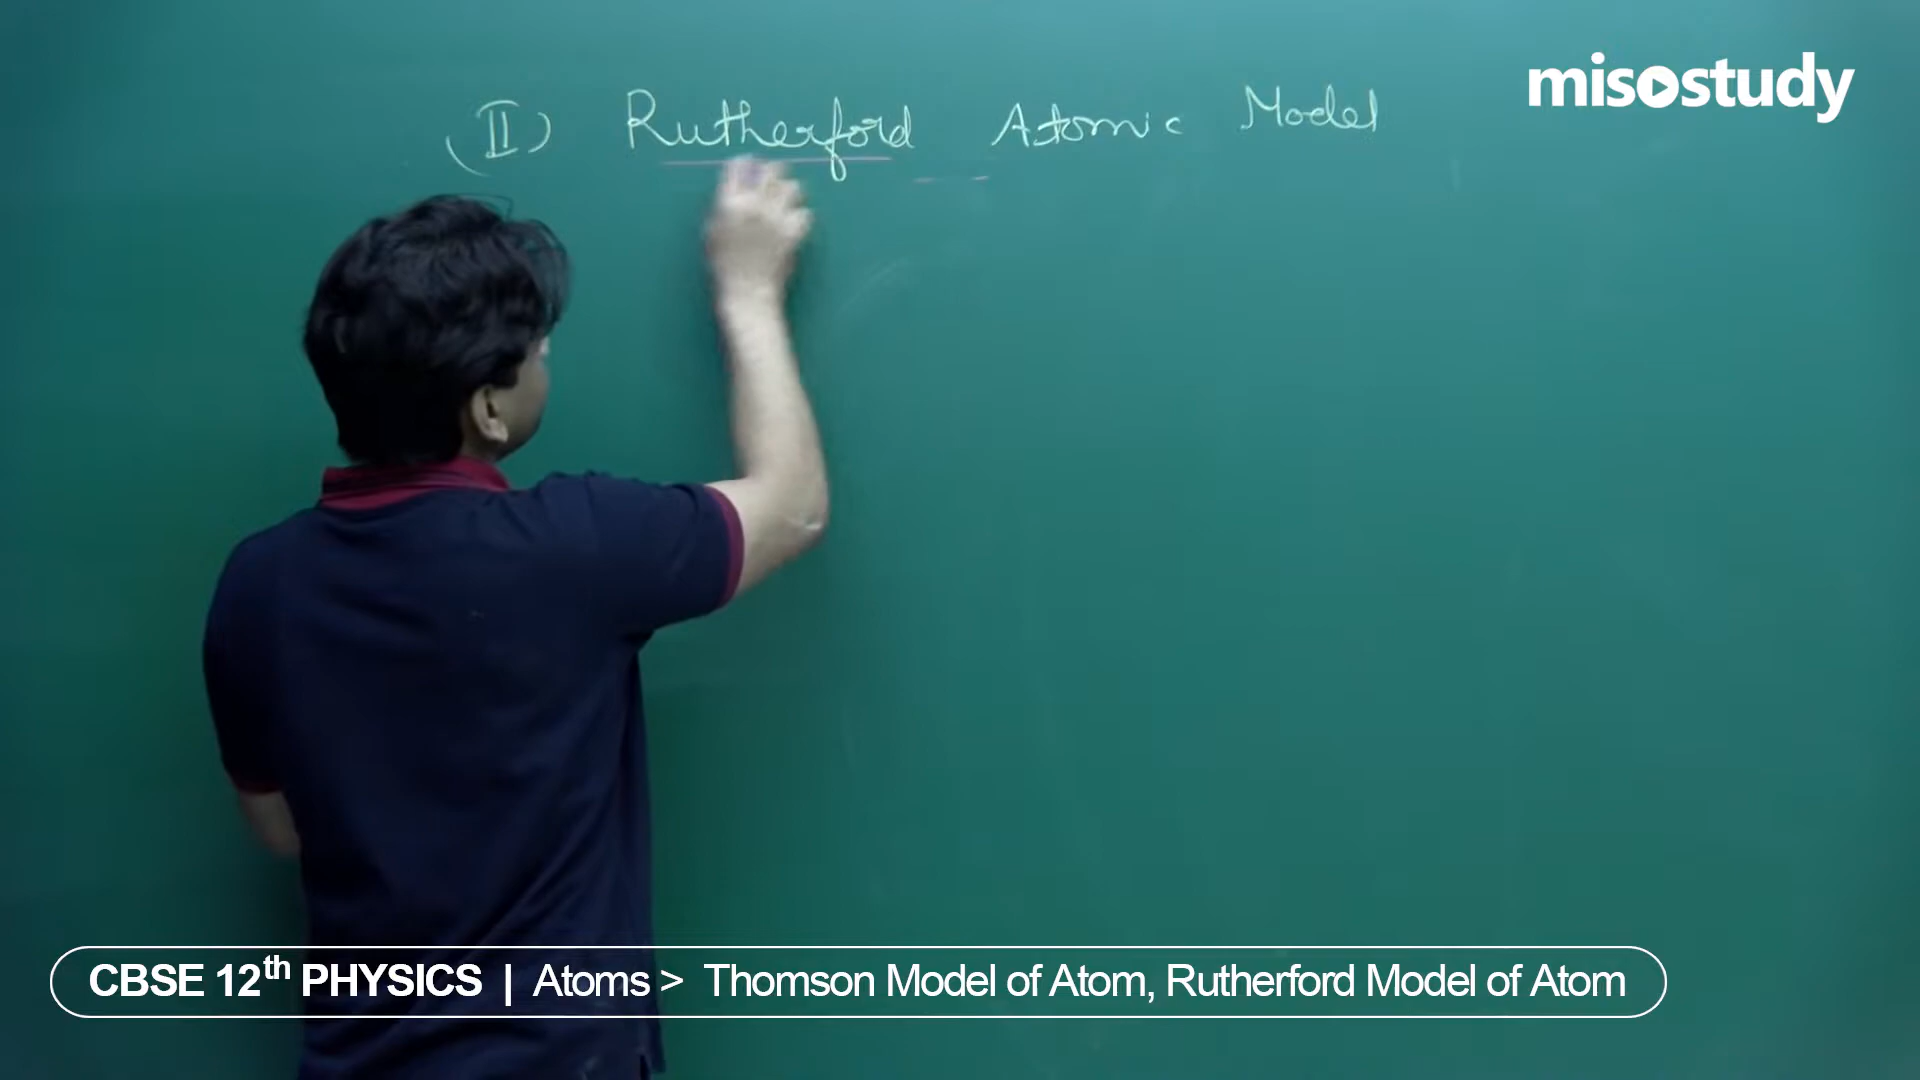 (II) Rutherford Atomic Model
misostudy
CBSE 12th PHYSICS | Atoms > Thomson Model of Atom, Rutherford Model of Atom